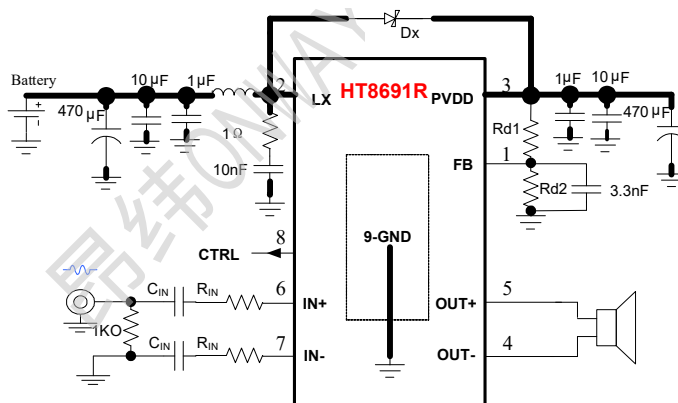 Dx
Battery
10 µF
1µF
470 µF
2
LX
HT8691R
PVDD
3
1µF
10 µF
470 µF
1Ω
10nF
Rd1
1
FB
Rd2
3.3nF
8
CTRL
9-GND
CIN
RIN
6
IN+
OUT+
5
1KO
CIN
RIN
7
IN-
OUT-
4
昂纬ONWAY